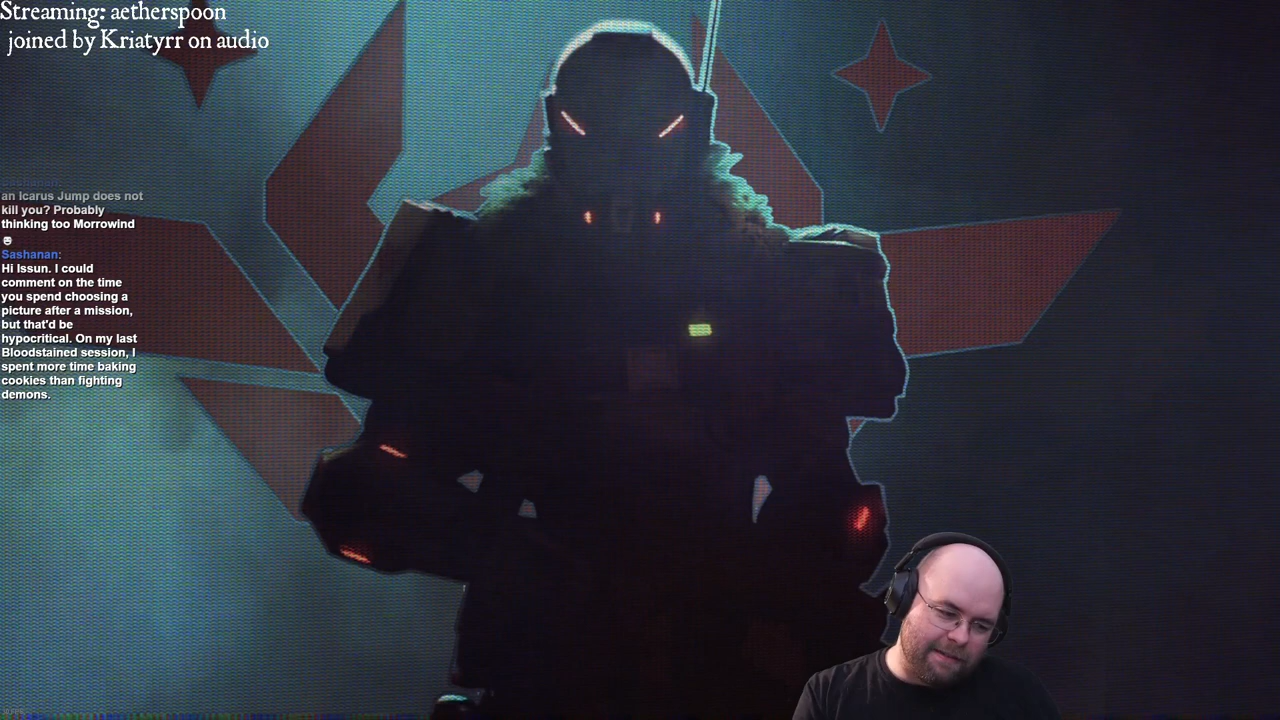 Streaming: aetherspoon
joined by Kriatyrr on audio
an Icarus Jump does not
kill you? Probably
thinking too Morrowind
Sashanan:
Hi Issun. I could
comment on the time
you spend choosing a
picture after a mission,
but that'd be
hypocritical. On my last
Bloodstained session, I
spent more time baking
cookies than fighting
demons.